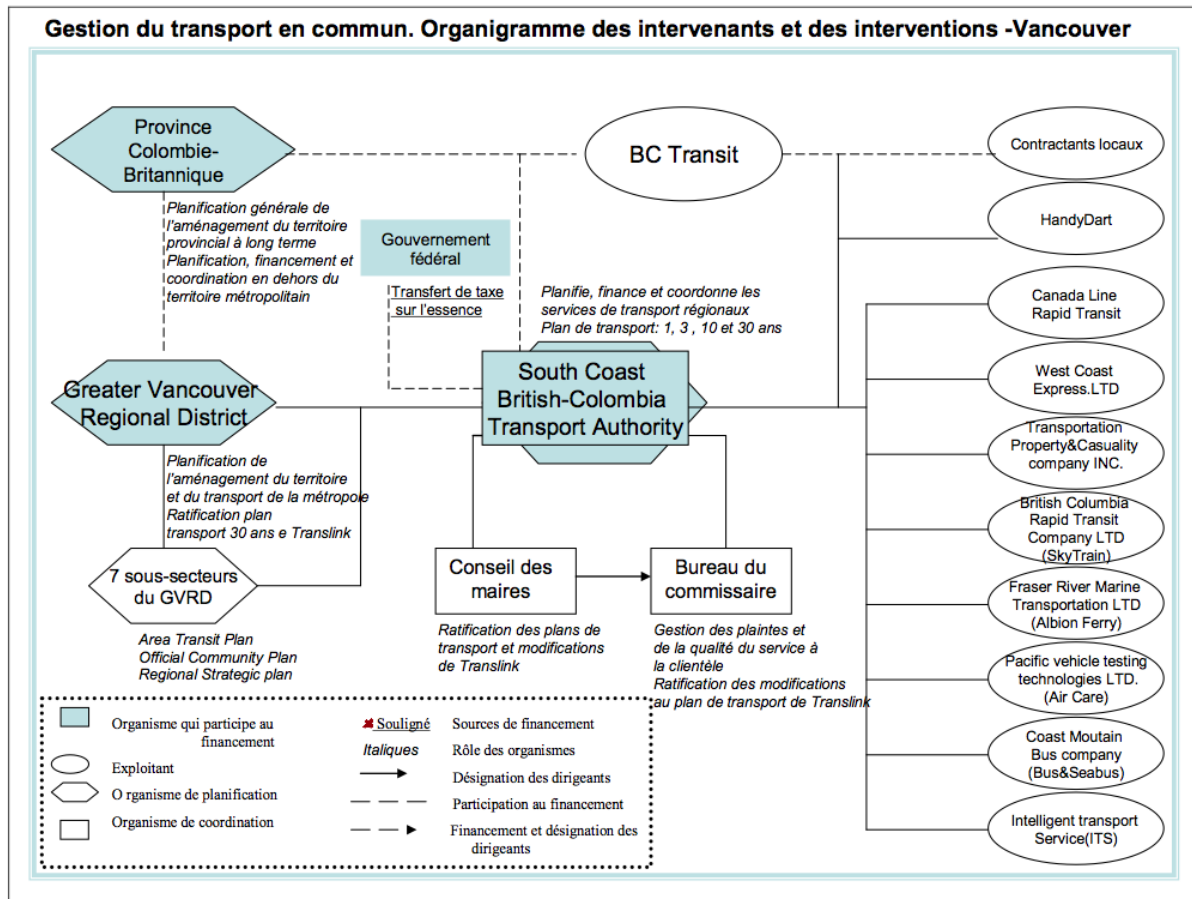 Gestion du transport en commun. Organigramme des intervenants et des interventions -Vancouver
Province
Colombie-
Britannique
BC Transit
Contractants locaux
Planification générale de
l'aménagement du territoire
provincial à long terme
Planification, financement et
coordination en dehors du
territoire métropolitain
Gouvernement
fédéral
Transfert de taxe
sur l'essence
Planifie, finance et coordonne les
services de transport régionaux
Plan de transport: 1, 3 , 10 et 30 ans
HandyDart
Canada Line
Rapid Transit
Greater Vancouver
Regional District
South Coast
British-Colombia
Transport Authority
West Coast
Express.LTD
Transportation
Property&Casuality
company INC.
Planification de
l'aménagement du territoire
et du transport de la métropole
Ratification plan
transport 30 ans e Translink
British Columbia
Rapid Transit
Company LTD
(SkyTrain)
7 sous-secteurs
du GVRD
Conseil des
maires
Bureau du
commissaire
Fraser River Marine
Transportation LTD
(Albion Ferry)
Area Transit Plan
Official Community Plan
Regional Strategic plan
Ratification des plans de
transport et modifications
de Translink
Gestion des plaintes et
de la qualité du service à
la clientèle
Ratification des modifications
au plan de transport de Translink
Pacific vehicle testing
technologies LTD.
(Air Care)
Coast Moutain
Bus company
(Bus&Seabus)
Intelligent transport
Service(ITS)
Organisme qui participe au
financement
Exploitant
O rganisme de planification
Organisme de coordination
Souligné Sources de financement
Italiques Rôle des organismes
Désignation des dirigeants
Participation au financement
Financement et désignation des
dirigeants